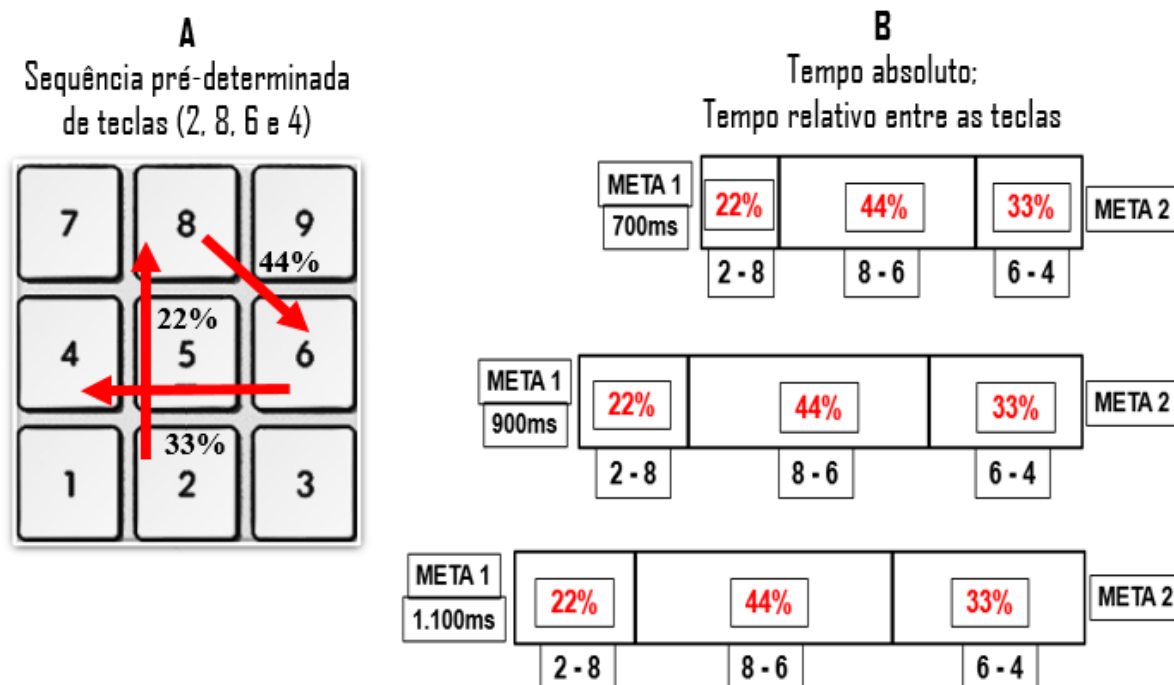 A
Sequência pré-determinada
de teclas (2, 8, 6 e 4)
7 8 9
44%
22%
4 5 6
33%
1 2 3
B
Tempo absoluto;
Tempo relativo entre as teclas
META 1
700ms
22% 44% 33%
META 2
2 - 8 8 - 6 6 - 4
META 1
900ms
22% 44% 33%
META 2
2 - 8 8 - 6 6 - 4
META 1
1.100ms
22% 44% 33%
META 2
2 - 8 8 - 6 6 - 4